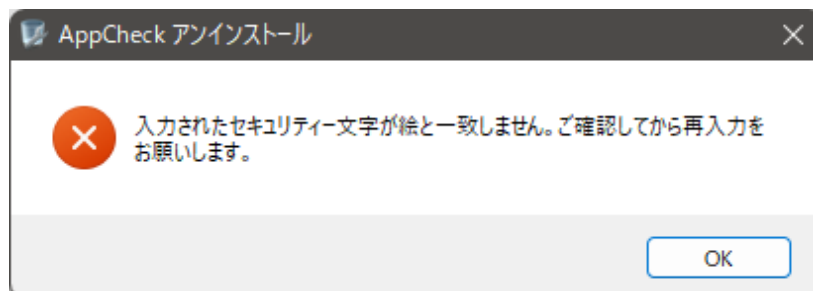 AppCheck アンインストール
入力されたセキュリティー文字が絵と一致しません。ご確認してから再入力を
お願いします。
OK